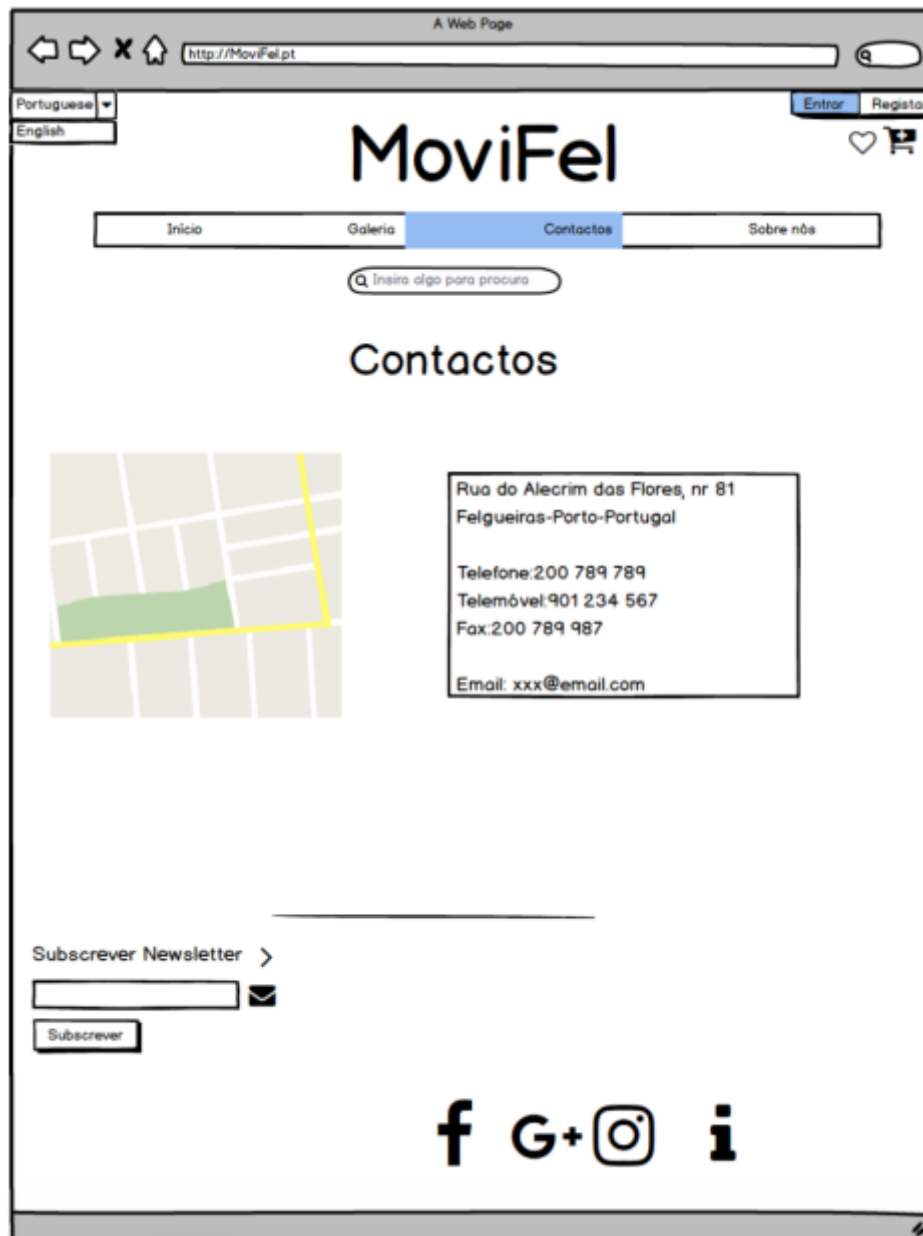 A Web Page
http://MoviFel.pt
Portuguese
English
Entrar
MoviFel
Início
Galeria
Contactos
Sobre nós
Insira algo para procura
Contactos
Rua do Alecrim das Flores, nr 81
Felgueiras-Porto-Portugal
Telefone:200 789 789
Telemóvel:901 234 567
Fax:200 789 987
Email: xxx@email.com
Subscrever Newsletter
Subscrever
f G+ i